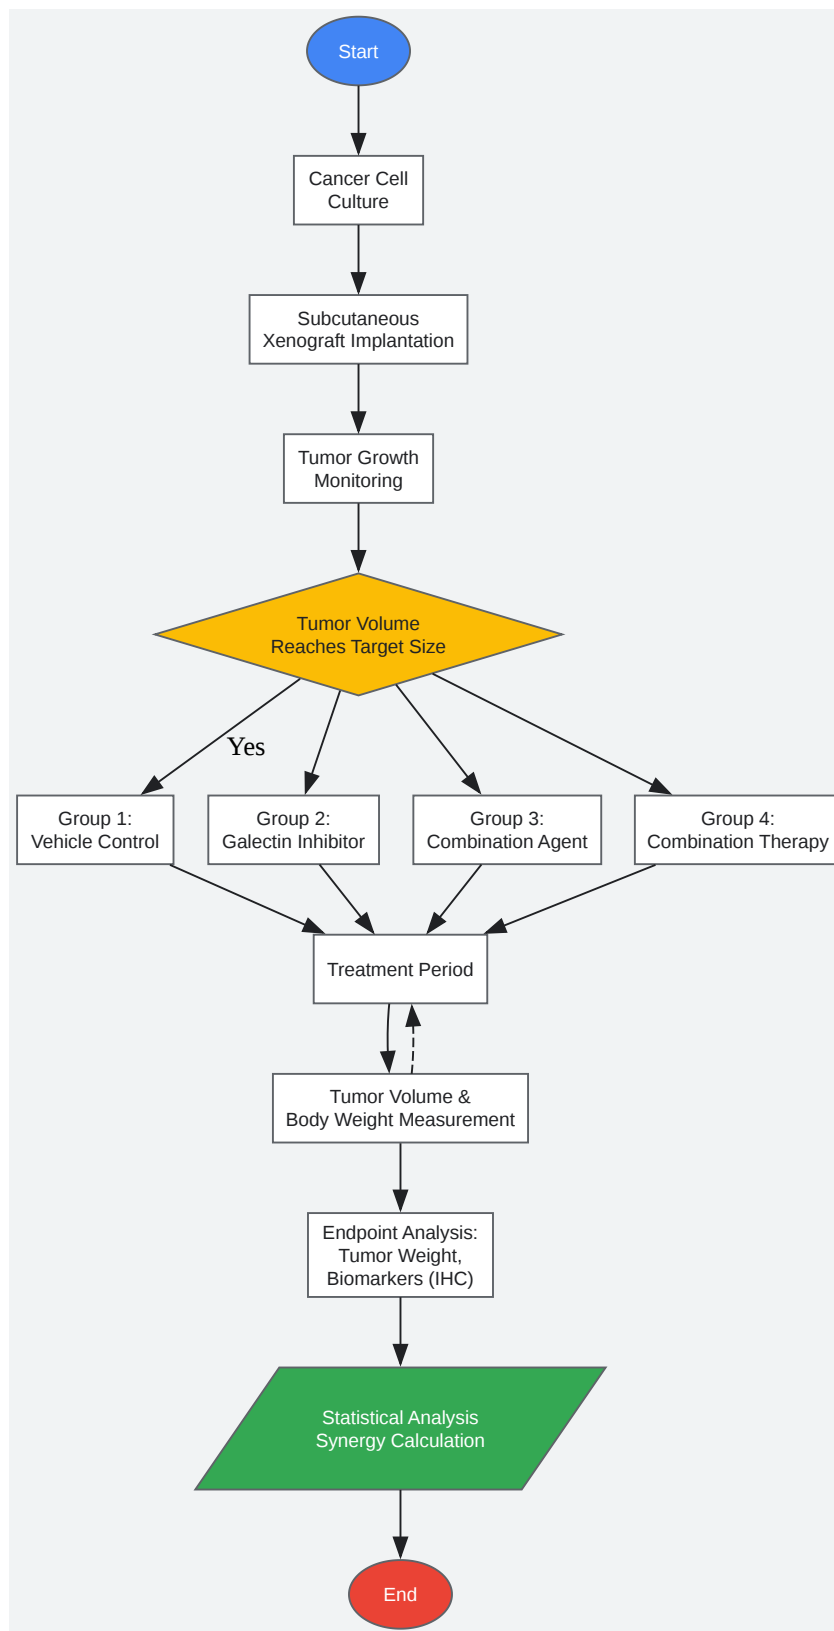 Start
Cancer Cell
Culture
Subcutaneous
Xenograft Implantation
Tumor Growth
Monitoring
Tumor Volume
Reaches Target Size
Yes
Group 1:
Vehicle Control
Group 2:
Galectin Inhibitor
Group 3:
Combination Agent
Group 4:
Combination Therapy
Treatment Period
Tumor Volume &
Body Weight Measurement
Endpoint Analysis:
Tumor Weight,
Biomarkers (IHC)
Statistical Analysis
Synergy Calculation
End